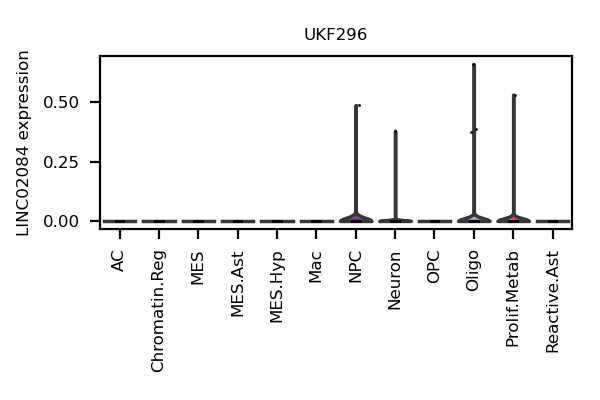 UKF296
LINC02084 expression
0.50
0.25
0.00
AC
Chromatin.Reg
MES
MES.Ast
MES.Hyp
Mac
NPC
Neuron
OPC
Oligo
Prolif.Metab
Reactive.Ast